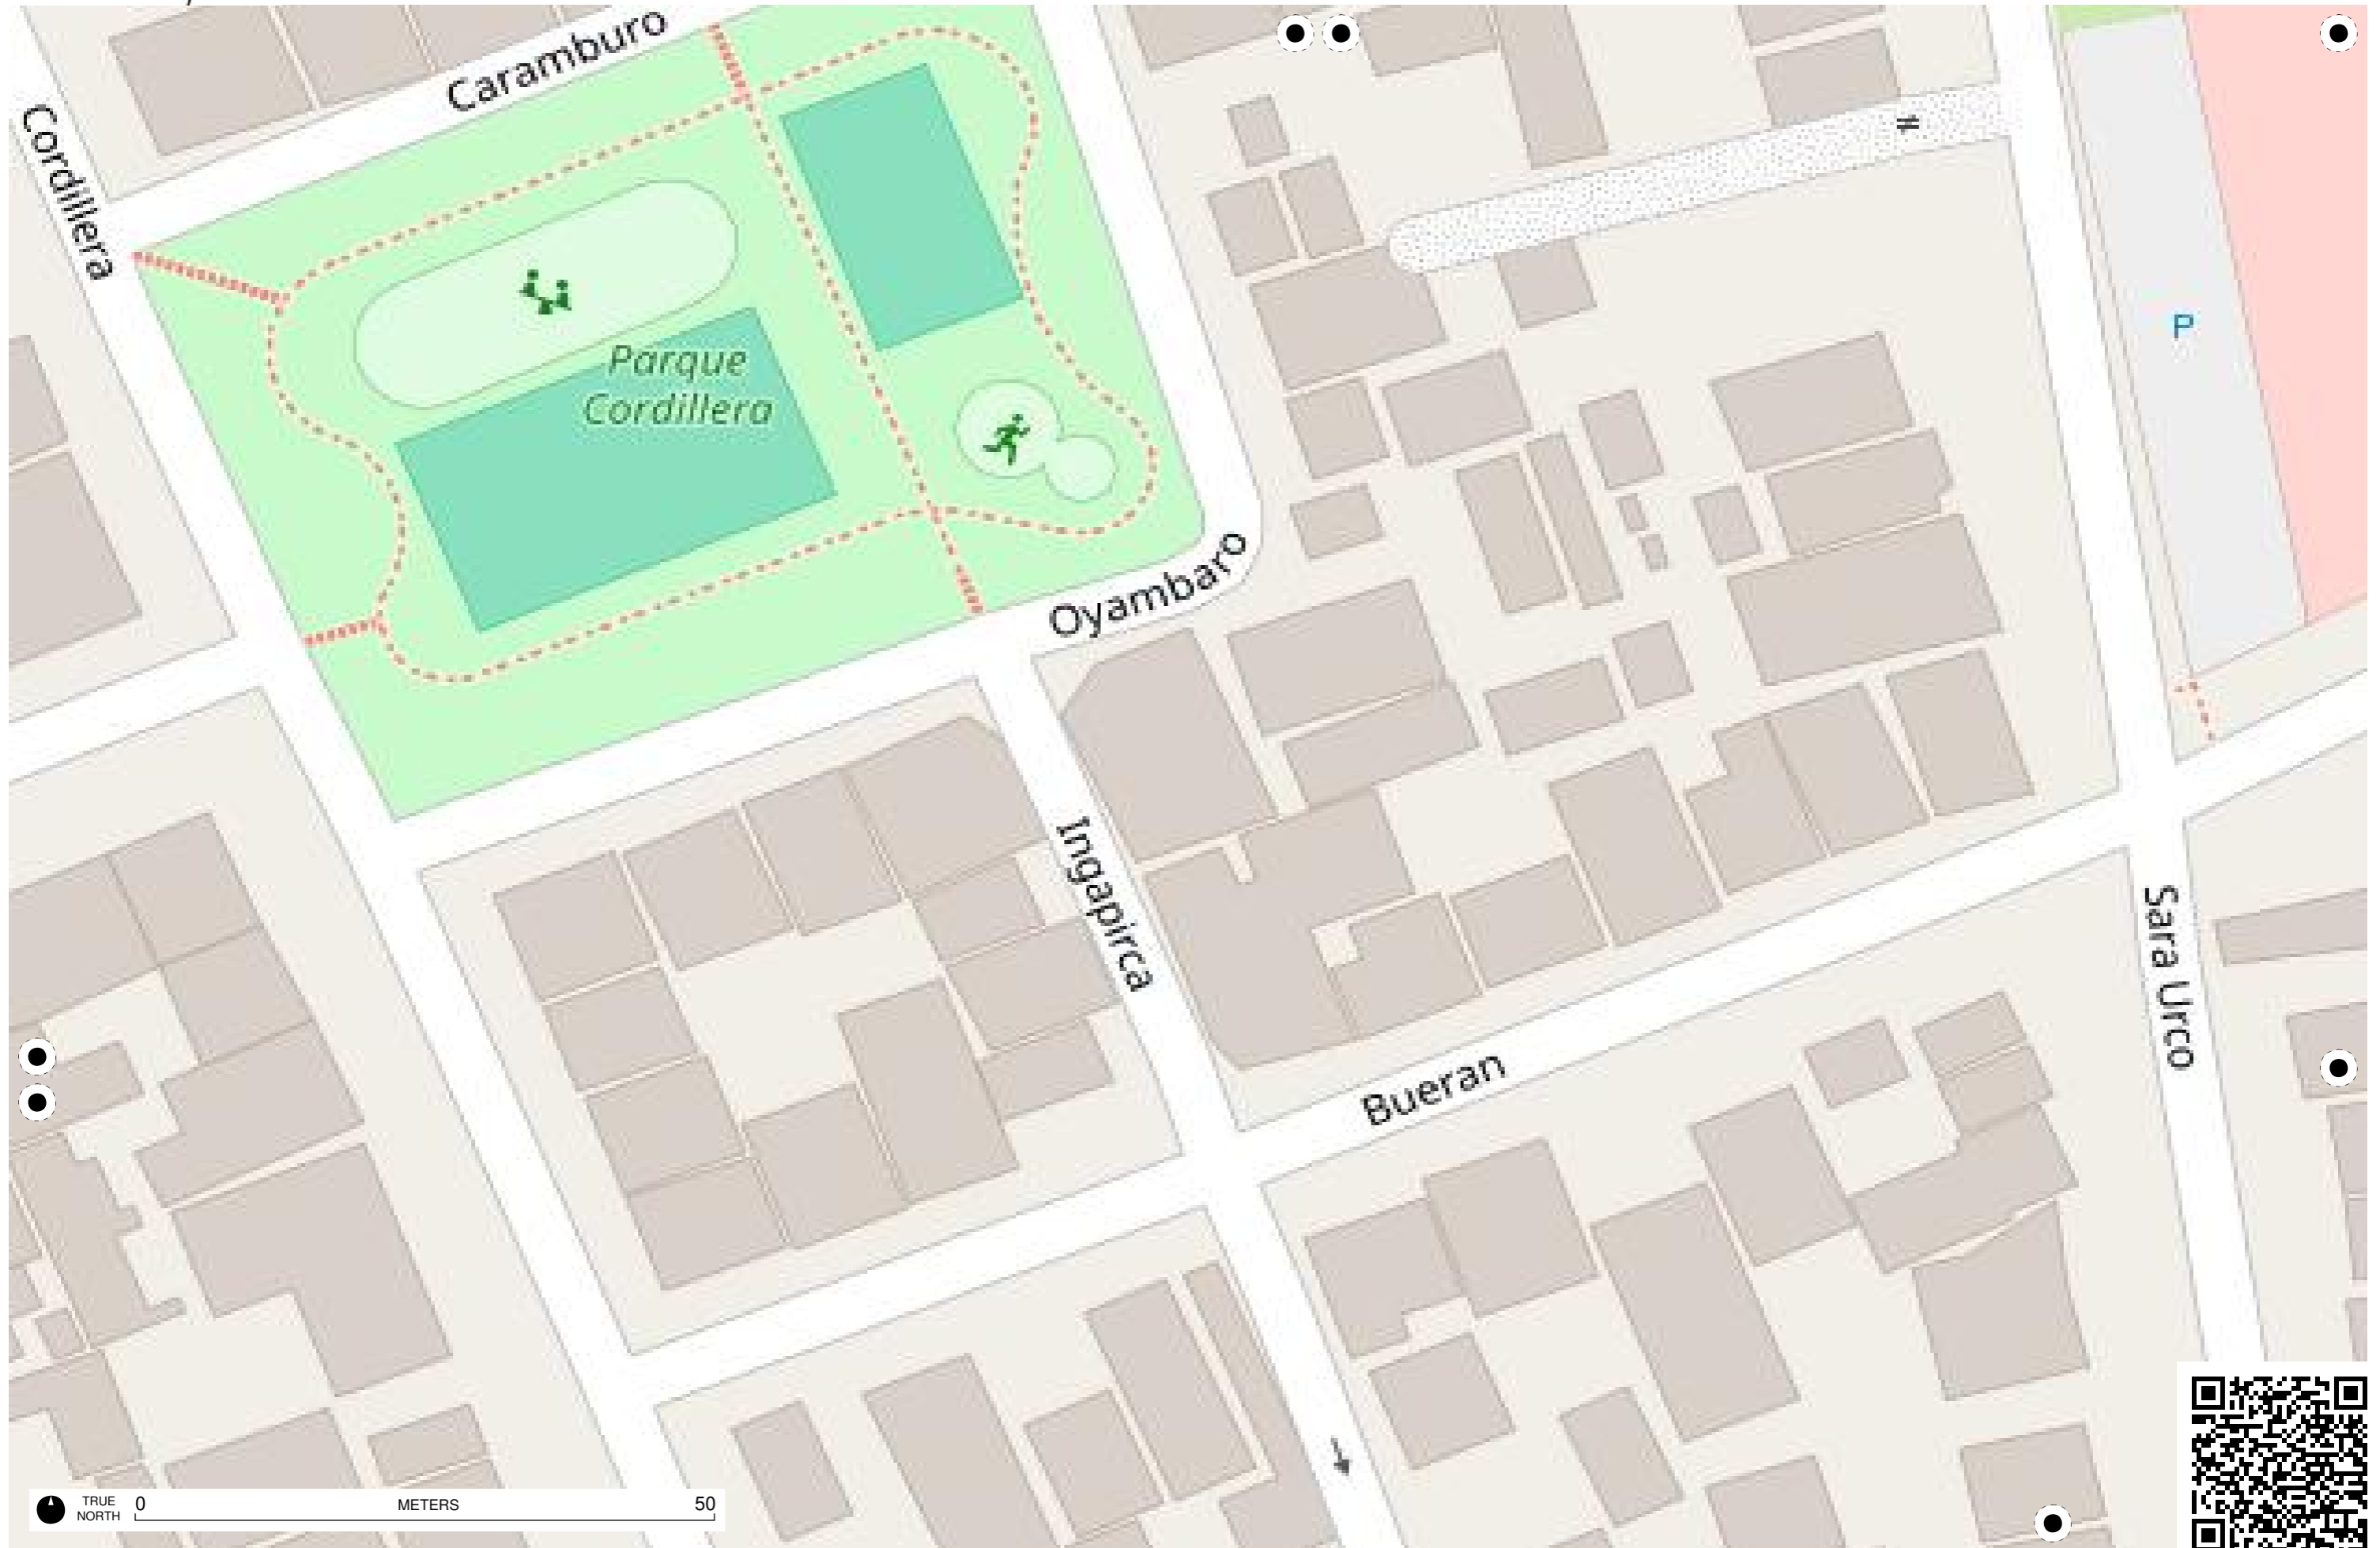 Caramburo
Cordillera
P
Parque
Cordillera
Oyambaro
Ingapirca
Sara Urco
Bueran
TRUE
NORTH
0 METERS 50